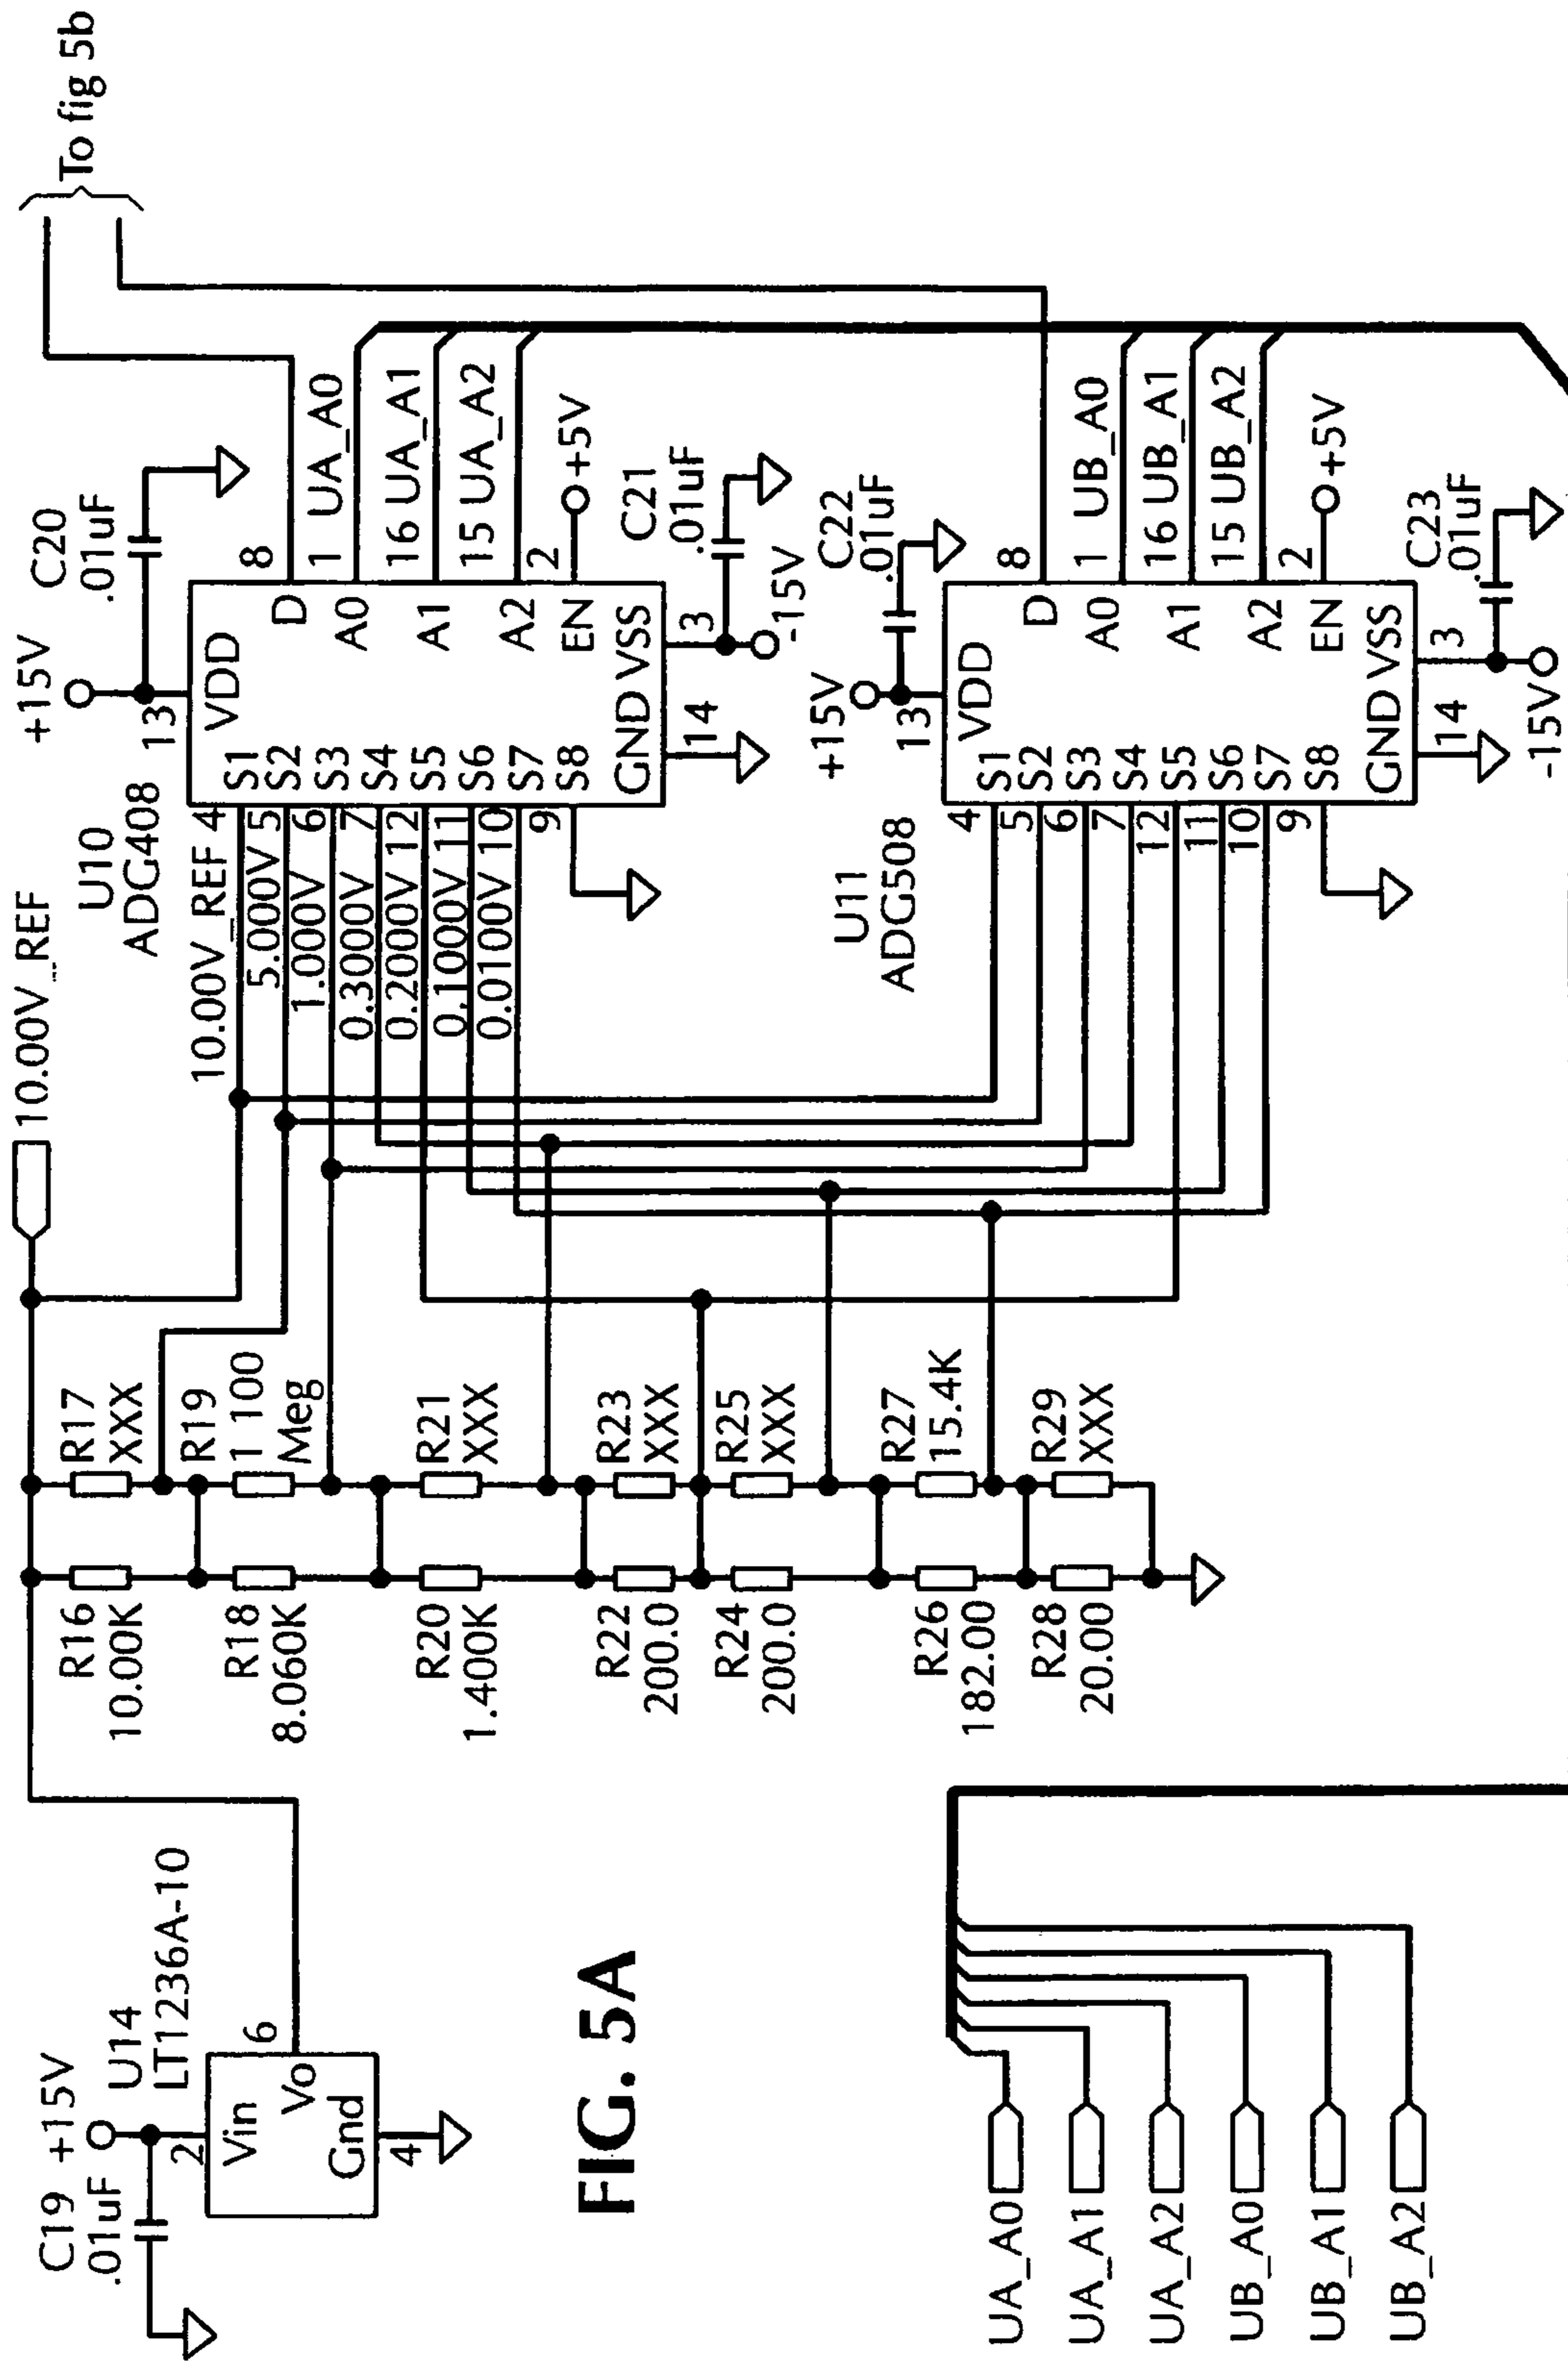 To fig 5b
10.00V_REF
+15V
C20
.01uF
13
U10
ADG408
VDD
10.00V_REF 4
S1
5.000V 5
S2
1.000V 6
S3
0.3000V 7
S4
0.2000V 12
S5
0.1000V 11
S6
0.0100V 10
S7
9
S8
D
8
A0
1 UA_A0
A1
16 UA_A1
A2
15 UA_A2
EN
2
+5V
GND VSS
14
3
-15V
C21
.01uF
U11
ADG508
+15V
13
C22
.01uF
VDD
4
S1
5
S2
6
S3
7
S4
12
S5
11
S6
10
S7
9
S8
D
8
A0
1 UB_A0
A1
16 UB_A1
A2
15 UB_A2
EN
2
+5V
GND VSS
14
3
-15V
C23
.01uF
R16
10.00K
R17
XXX
R18
8.060K
R19
1 100
Meg
R20
1.400K
R21
XXX
R22
200.0
R23
XXX
R24
200.0
R25
XXX
R26
182.00
R27
15.4K
R28
20.00
R29
XXX
C19 +15V
.01uF
U14
LT1236A-10
2
Vin
6
Vo
Gnd
4
FIG. 5A
UA_A0
UA_A1
UA_A2
UB_A0
UB_A1
UB_A2